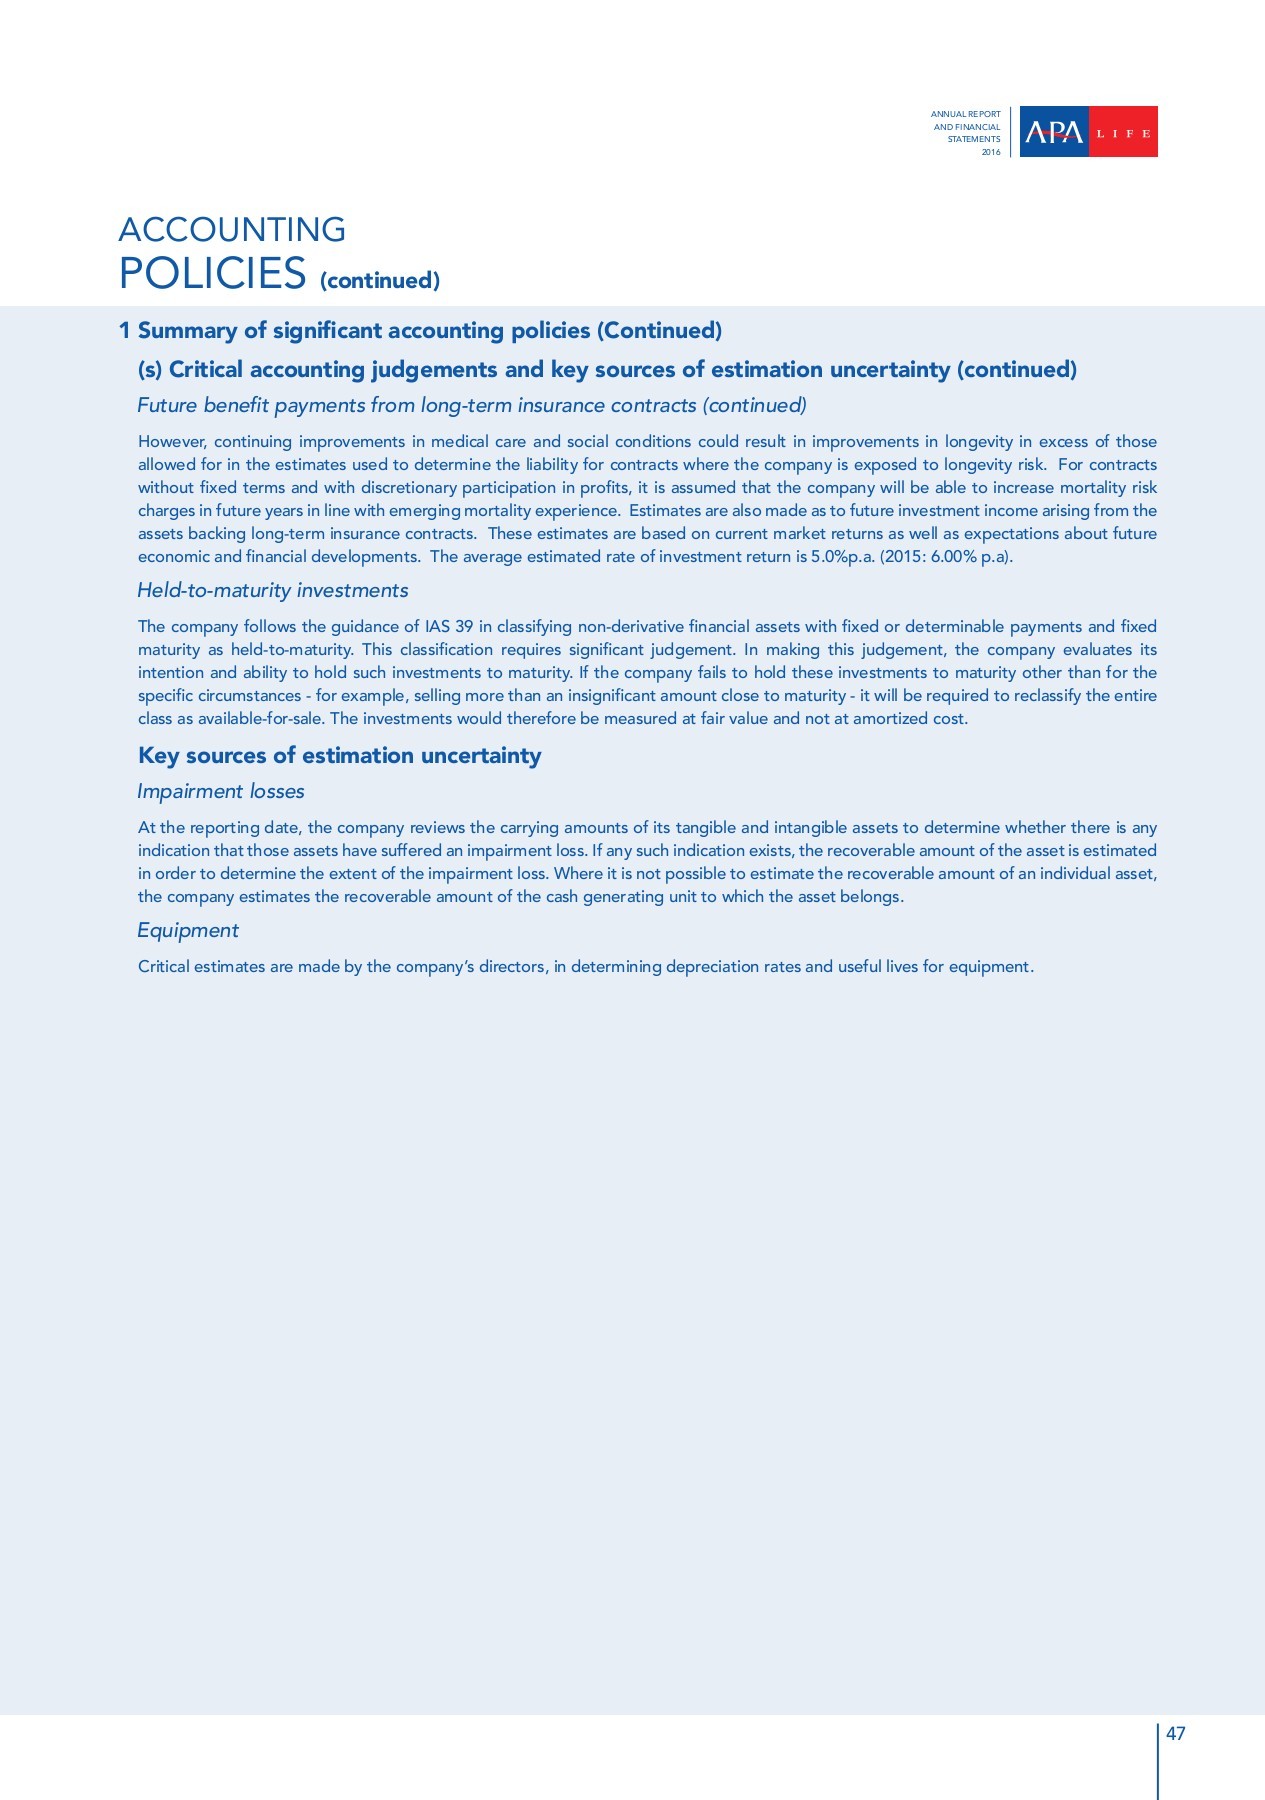 ANNUAL REPORT
AND FINANCIAL
STATEMENTS
2016
APA LIFE
ACCOUNTING
POLICIES (continued)
1 Summary of significant accounting policies (Continued)
(s) Critical accounting judgements and key sources of estimation uncertainty (continued)
Future benefit payments from long-term insurance contracts (continued)
However, continuing improvements in medical care and social conditions could result in improvements in longevity in excess of those
allowed for in the estimates used to determine the liability for contracts where the company is exposed to longevity risk.  For contracts
without fixed terms and with discretionary participation in profits, it is assumed that the company will be able to increase mortality risk
charges in future years in line with emerging mortality experience.  Estimates are also made as to future investment income arising from the
assets backing long-term insurance contracts.  These estimates are based on current market returns as well as expectations about future
economic and financial developments.  The average estimated rate of investment return is 5.0%p.a. (2015: 6.00% p.a).
Held-to-maturity investments
The company follows the guidance of IAS 39 in classifying non-derivative financial assets with fixed or determinable payments and fixed
maturity as held-to-maturity. This classification requires significant judgement. In making this judgement, the company evaluates its
intention and ability to hold such investments to maturity. If the company fails to hold these investments to maturity other than for the
specific circumstances - for example, selling more than an insignificant amount close to maturity - it will be required to reclassify the entire
class as available-for-sale. The investments would therefore be measured at fair value and not at amortized cost.
Key sources of estimation uncertainty
Impairment losses
At the reporting date, the company reviews the carrying amounts of its tangible and intangible assets to determine whether there is any
indication that those assets have suffered an impairment loss. If any such indication exists, the recoverable amount of the asset is estimated
in order to determine the extent of the impairment loss. Where it is not possible to estimate the recoverable amount of an individual asset,
the company estimates the recoverable amount of the cash generating unit to which the asset belongs.
Equipment
Critical estimates are made by the company’s directors, in determining depreciation rates and useful lives for equipment.
47